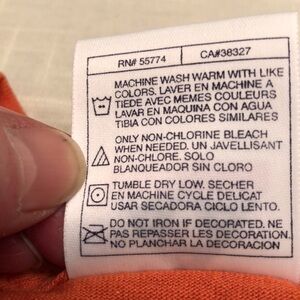 RN# 55774 CA#38327
MACHINE WASH WARM WITH LIKE
COLORS. LAVER EN MACHINE A
TIEDE AVEC MEMES COULEURS
LAVAR EN MAQUINA CON AGUA
TIBIA CON COLORES SIMILARES
ONLY NON-CHLORINE BLEACH
WHEN NEEDED. UN JAVELLISANT
NON-CHLORE. SOLO
BLANQUEADOR SIN CLORO
TUMBLE DRY LOW. SECHER
EN MACHINE CYCLE DELICAT
USAR SECADORA CICLO LENTO.
DO NOT IRON IF DECORATED. NE
PAS REPASSER LES DECORATION.
NO PLANCHAR LA DECORACION